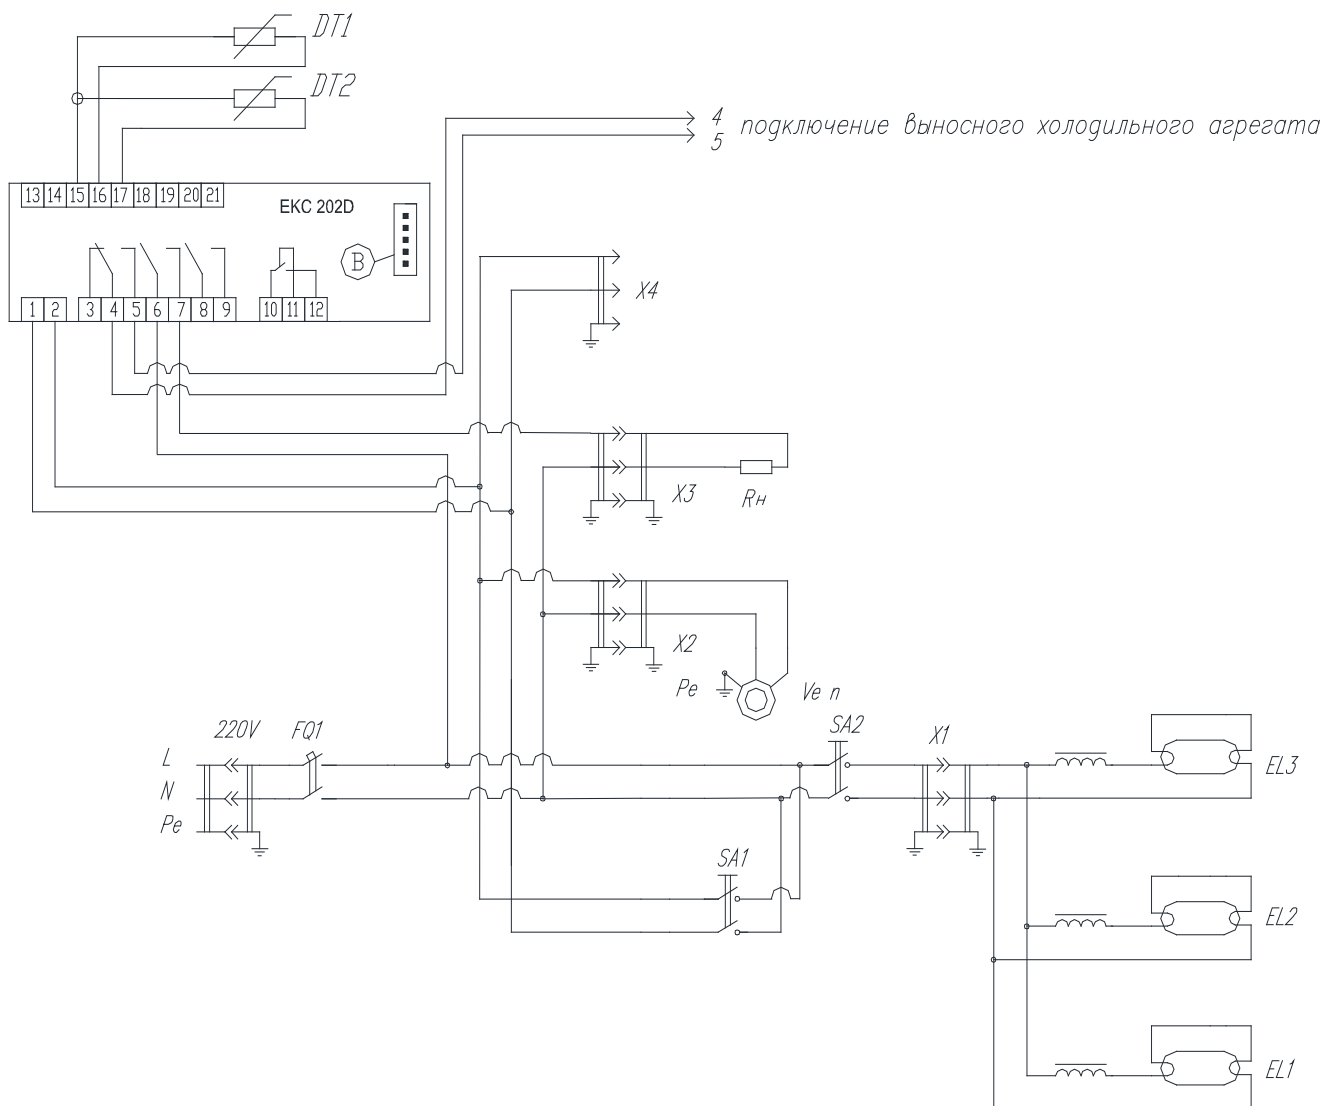 DT1
DT2
4
5
подключение выносного холодильного агрегата
13 14 15 16 17 18 19 20 21
EKC 202D
B
1 2 3 4 5 6 7 8 9 10 11 12
X4
X3
Rн
X2
Pe
Ve n
220V
FQ1
SA2
X1
L
N
Pe
EL3
SA1
EL2
EL1